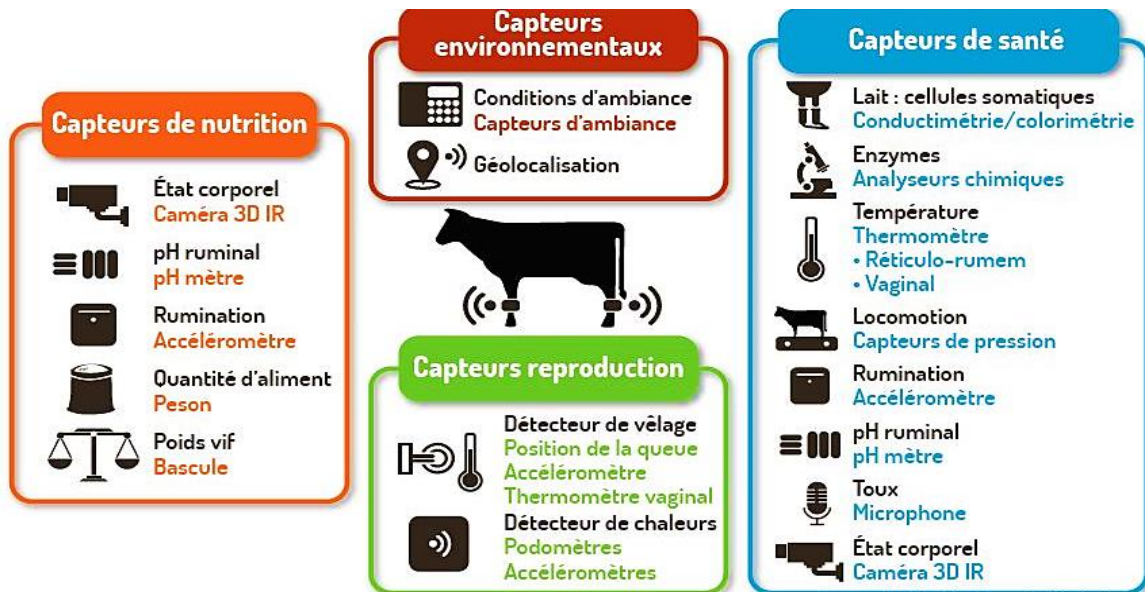 Capteurs de nutrition
État corporel
Caméra 3D IR
pH ruminal
pH mètre
Rumination
Accéléromètre
Quantité d'aliment
Peson
Poids vif
Bascule
Capteurs
environnementaux
Conditions d'ambiance
Capteurs d'ambiance
Géolocalisation
Capteurs reproduction
Détecteur de vêlage
Position de la queue
Accéléromètre
Thermomètre vaginal
Détecteur de chaleurs
Podomètres
Accéléromètres
Capteurs de santé
Lait : cellules somatiques
Conductimétrie/colorimétrie
Enzymes
Analyseurs chimiques
Température
Thermomètre
• Réticulo-rumem
• Vaginal
Locomotion
Capteurs de pression
Rumination
Accéléromètre
pH ruminal
pH mètre
Toux
Microphone
État corporel
Caméra 3D IR